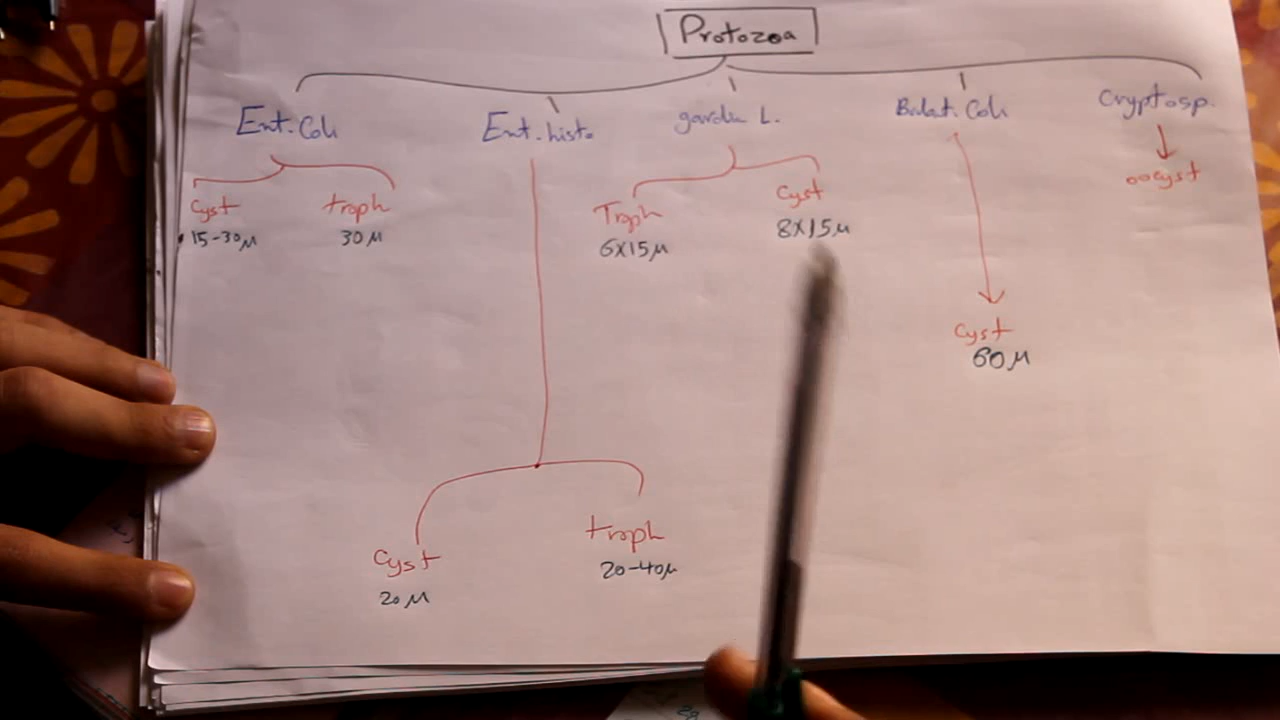 Protozoa
Ent. Coli
Ent. histo
gardia L.
Balat. Coli
Cryptosp.
Cyst
15-30µ
troph
30µ
Troph
6X15µ
Cyst
8X15µ
oocyst
Cyst
60µ
Cyst
20µ
troph
20-40µ